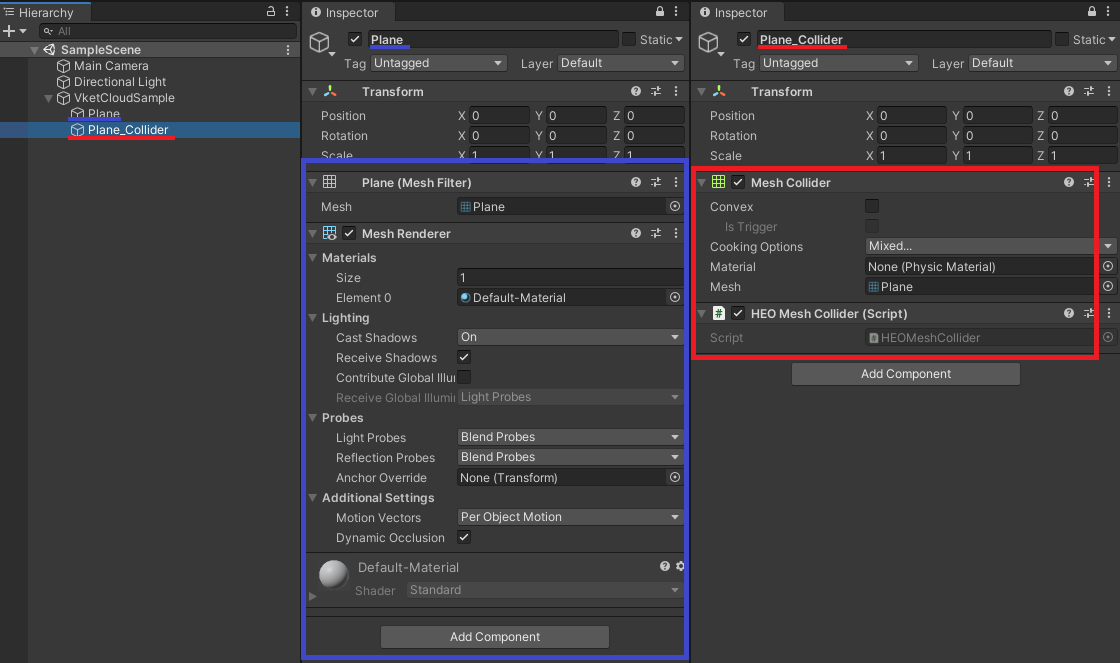 Hierarchy
All
SampleScene
Main Camera
Directional Light
VketCloudSample
Plane
Plane_Collider
Inspector
Plane
Static
Tag Untagged Layer Default
Transform
Position X 0 Y 0 Z 0
Rotation X 0 Y 0 Z 0
Scale X 1 Y 1 Z 1
Plane (Mesh Filter)
Mesh Plane
Mesh Renderer
Materials
Size 1
Element 0 Default-Material
Lighting
Cast Shadows On
Receive Shadows
Contribute Global Illu
Receive Global Illumin Light Probes
Probes
Light Probes Blend Probes
Reflection Probes Blend Probes
Anchor Override None (Transform)
Additional Settings
Motion Vectors Per Object Motion
Dynamic Occlusion
Default-Material
Shader Standard
Add Component
Inspector
Plane_Collider
Static
Tag Untagged Layer Default
Transform
Position X 0 Y 0 Z 0
Rotation X 0 Y 0 Z 0
Scale X 1 Y 1 Z 1
Mesh Collider
Convex
Is Trigger
Cooking Options Mixed...
Material None (Physic Material)
Mesh Plane
# HEO Mesh Collider (Script)
Script HEOMeshCollider
Add Component